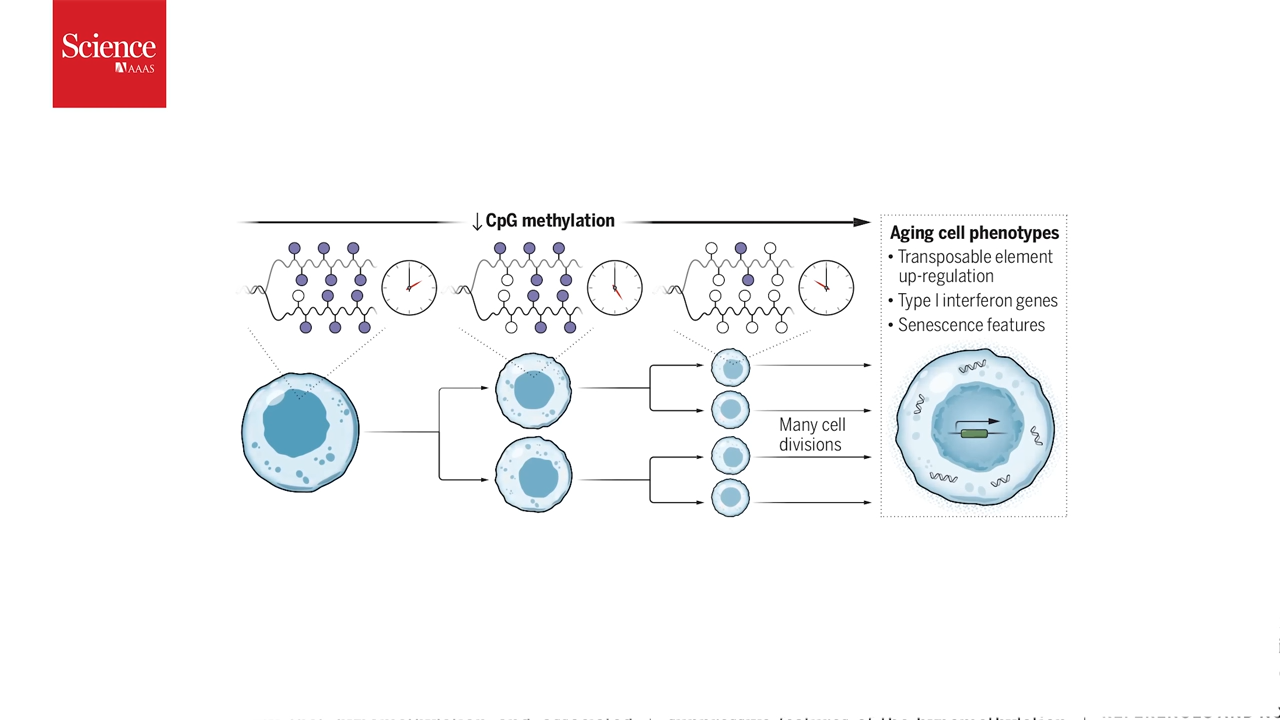 Science
AAAS
↓ CpG methylation
Aging cell phenotypes
• Transposable element
up-regulation
• Type I interferon genes
• Senescence features
Many cell
divisions